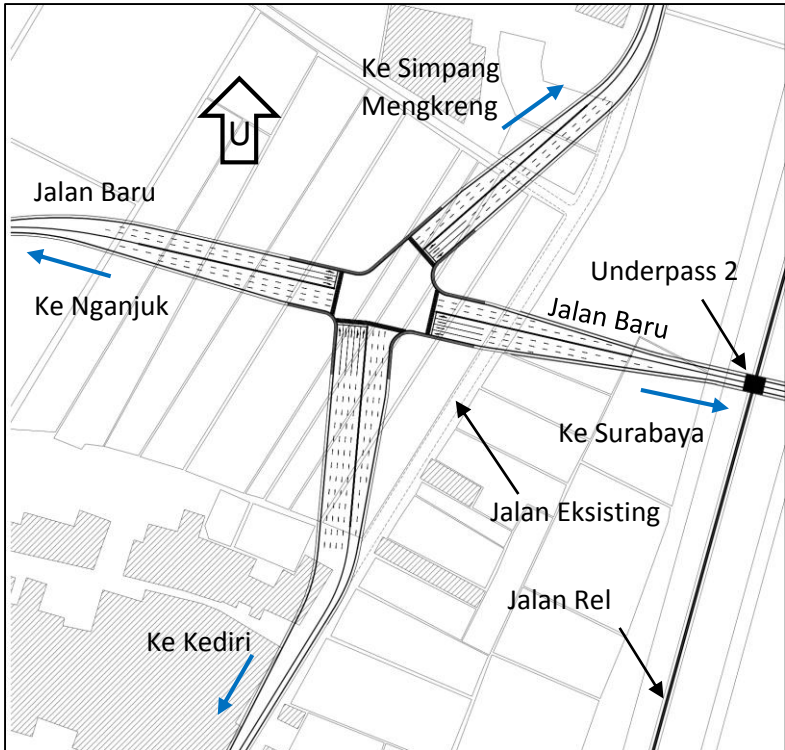 Ke Simpang
Mengkreng
U
Jalan Baru
Ke Nganjuk
Underpass 2
Jalan Baru
Ke Surabaya
Jalan Eksisting
Jalan Rel
Ke Kediri